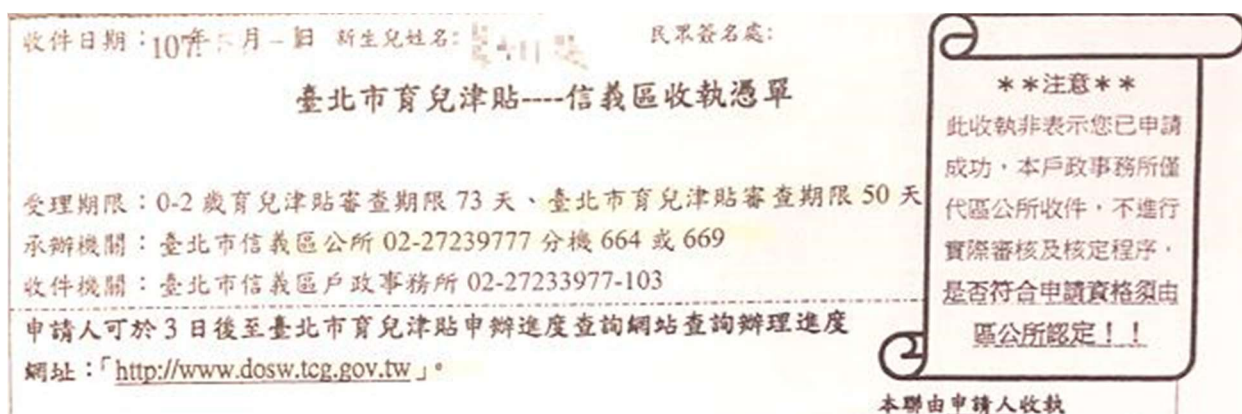 收件日期：107年 月 日 新生兒姓名： 民眾簽名處：
臺北市育兒津貼----信義區收執憑單
受理期限：0-2 歲育兒津貼審查期限 73 天、臺北市育兒津貼審查期限 50 天
承辦機關：臺北市信義區公所 02-27239777 分機 664 或 669
收件機關：臺北市信義區戶政事務所 02-27233977-103
申請人可於 3 日後至臺北市育兒津貼申辦進度查詢網站查詢辦理進度
網址：「http://www.dosw.tcg.gov.tw」。
**注意**
此收執非表示您已申請
成功，本戶政事務所僅
代區公所收件，不進行
實際審核及核定程序，
是否符合申請資格須由
區公所認定！！
本聯由申請人收執